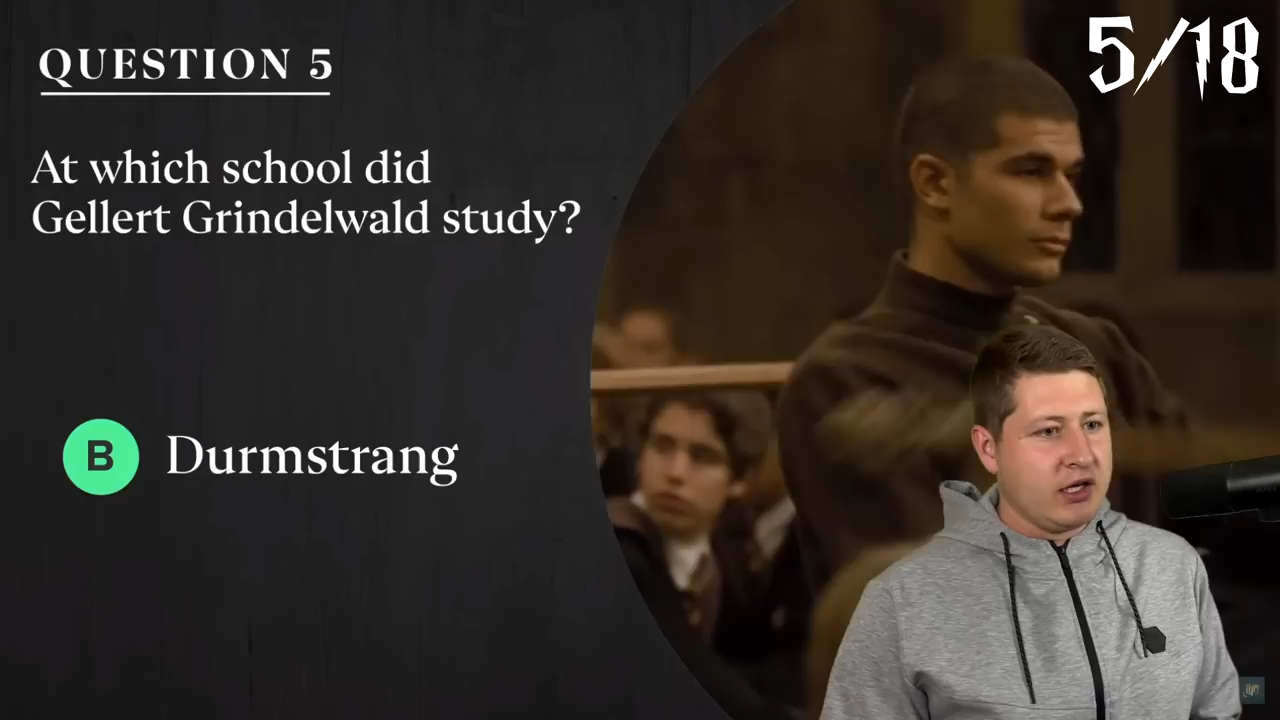 QUESTION 5
5/18
At which school did
Gellert Grindelwald study?
B Durmstrang